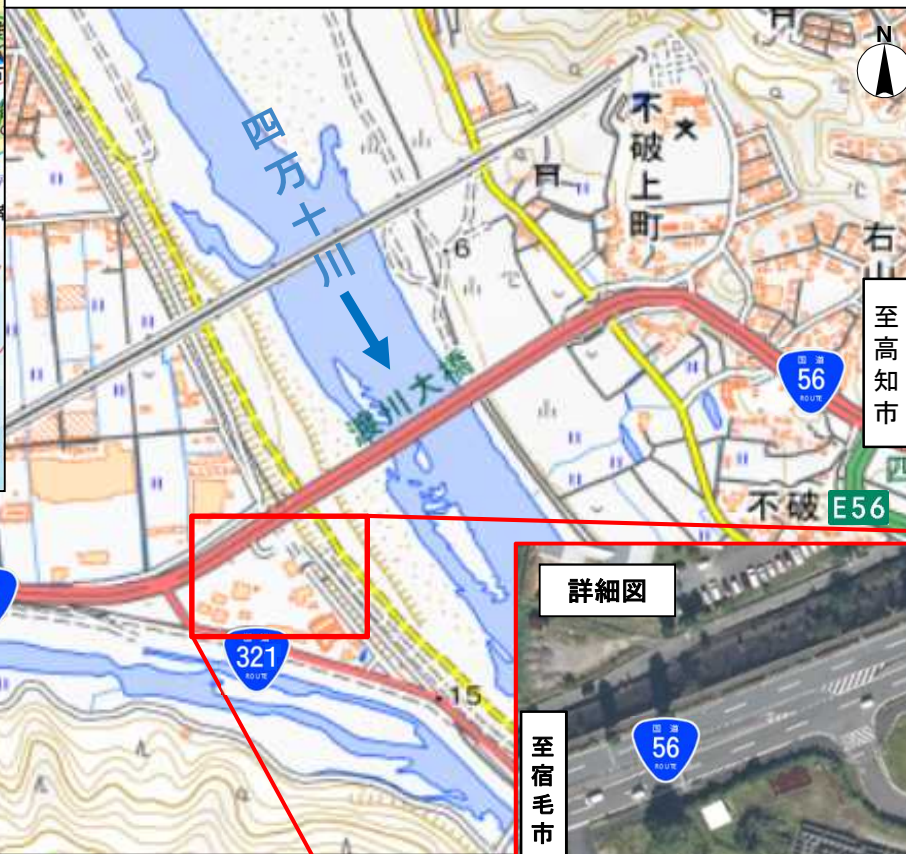 N
四万十川
不破上町
6
右
至高知市
国道
56
ROUTE
渡川大橋
不破
E56
四
詳細図
321
ROUTE
15
至宿毛市
国道
56
ROUTE